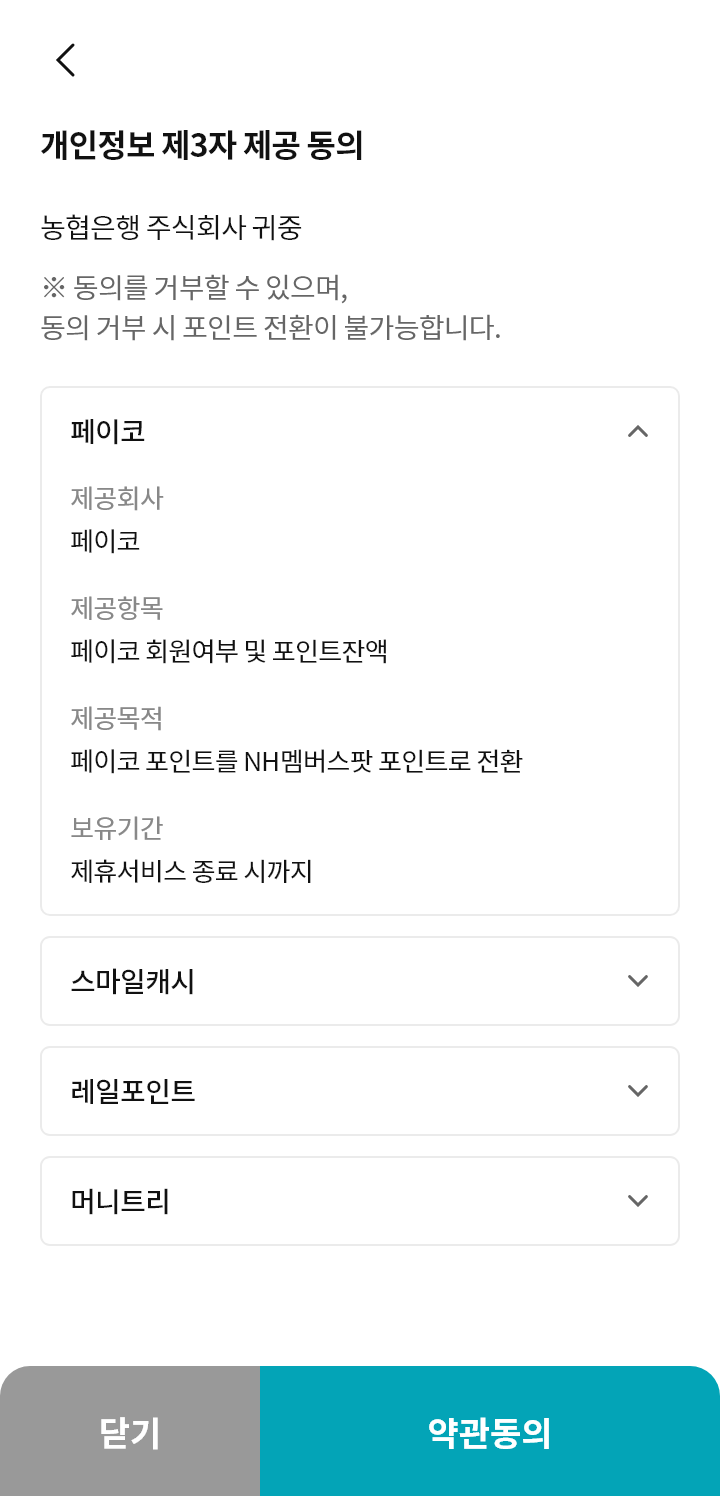 개인정보 제3자 제공 동의
농협은행 주식회사 귀중
※ 동의를 거부할 수 있으며,
동의 거부 시 포인트 전환이 불가능합니다.
페이코
제공회사
페이코
제공항목
페이코 회원여부 및 포인트잔액
제공목적
페이코 포인트를 NH멤버스팟 포인트로 전환
보유기간
제휴서비스 종료 시까지
스마일캐시
레일포인트
머니트리
닫기
약관동의